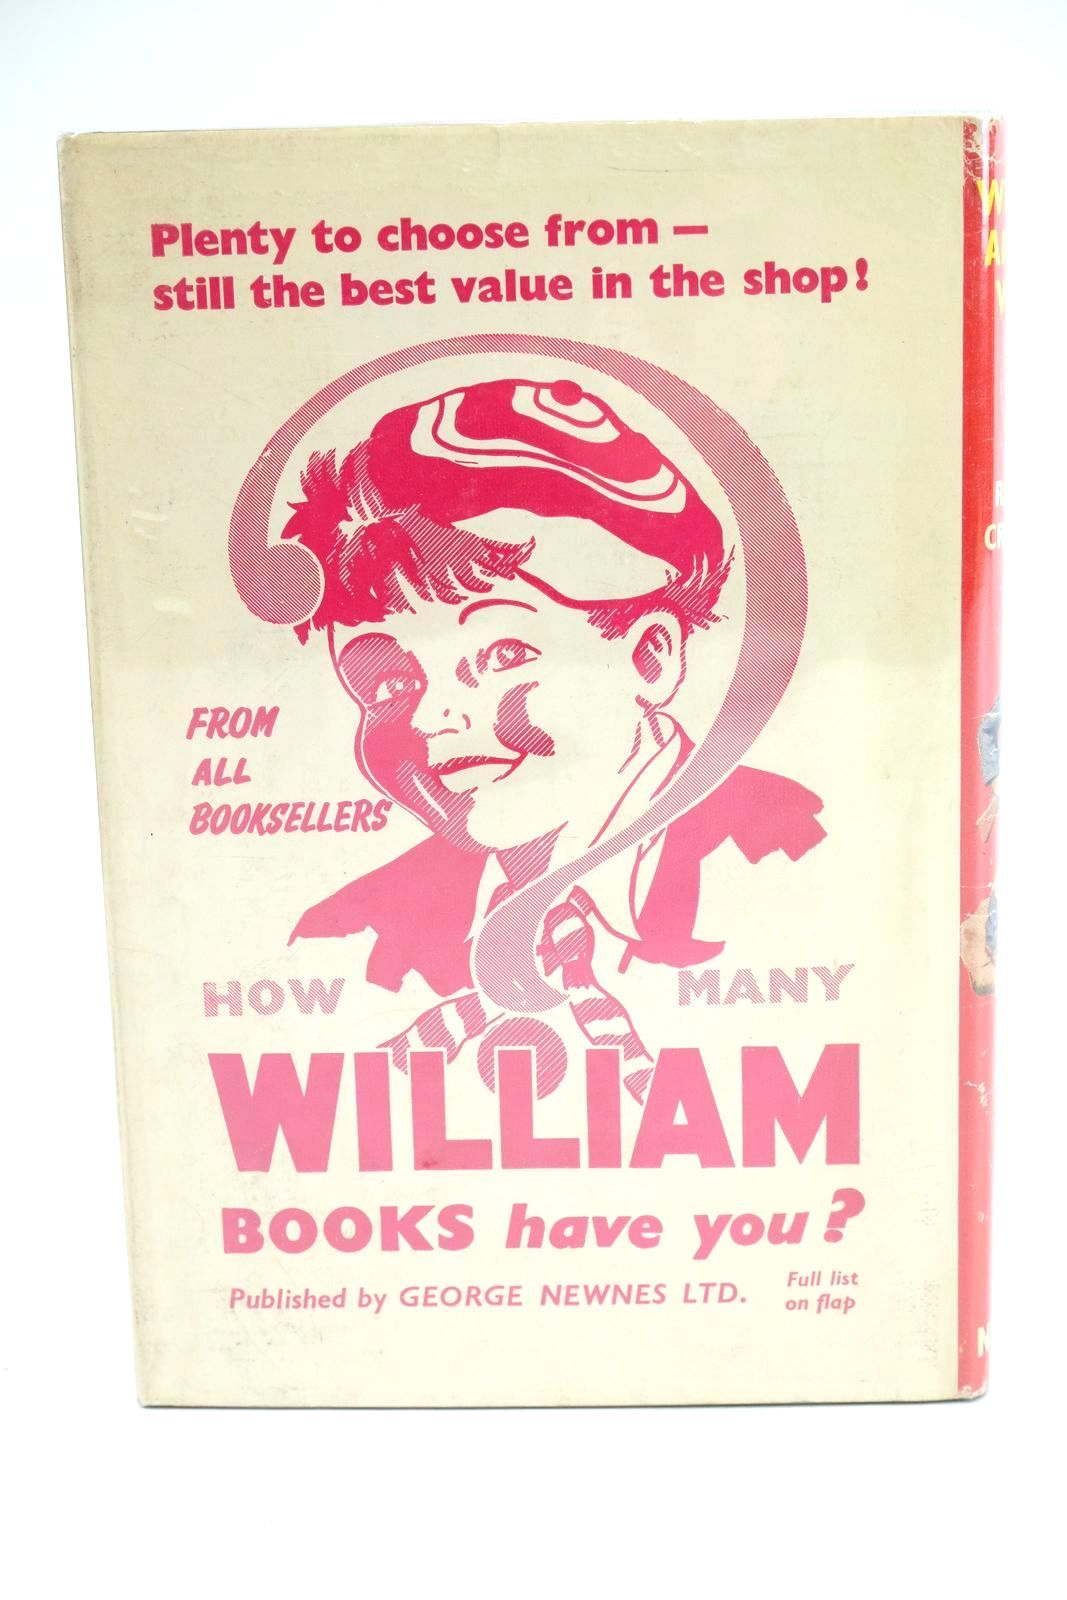 Plenty to choose from —
still the best value in the shop!
FROM
ALL
BOOKSELLERS
HOW MANY
WILLIAM
BOOKS have you?
Published by GEORGE NEWNES LTD. Full list
on flap